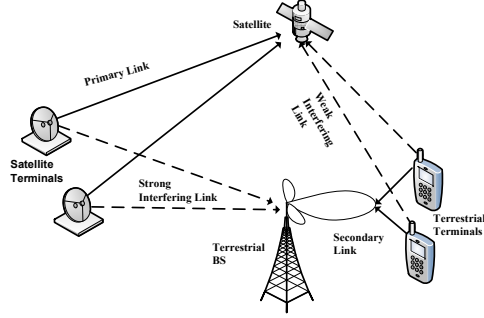 Satellite
Primary Link
Weak
Interfering
Link
Satellite
Terminals
Strong
Interfering Link
Terrestrial
BS
Secondary
Link
Terrestrial
Terminals